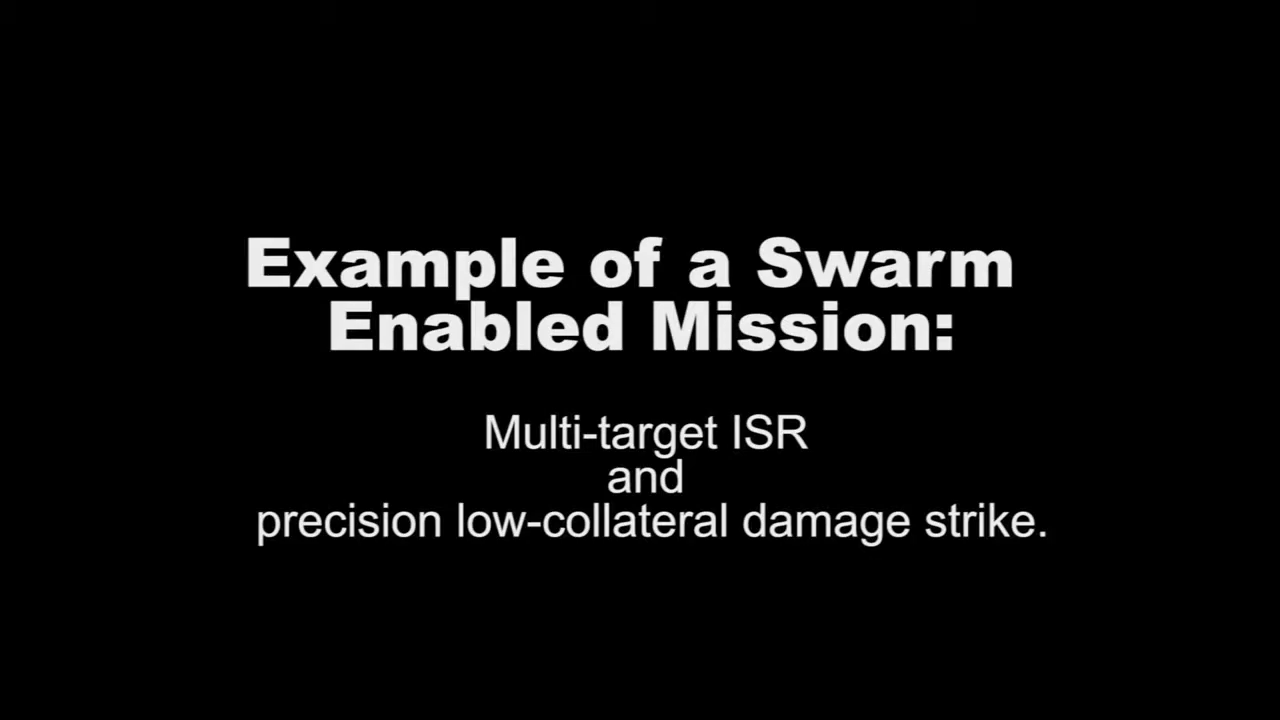 Example of a Swarm
Enabled Mission:
Multi-target ISR
and
precision low-collateral damage strike.